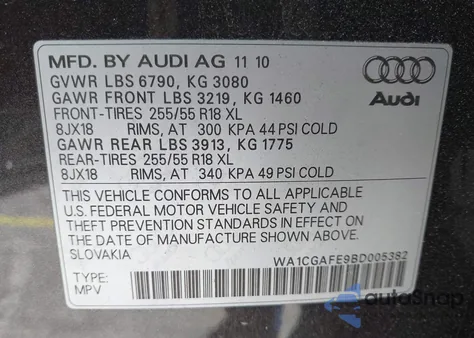 MFD. BY AUDI AG 11 10
GVWR LBS 6790, KG 3080
GAWR FRONT LBS 3219, KG 1460
FRONT-TIRES 255/55 R18 XL
8JX18 RIMS, AT 300 KPA 44 PSI COLD
GAWR REAR LBS 3913, KG 1775
REAR-TIRES 255/55 R18 XL
8JX18 RIMS, AT 340 KPA 49 PSI COLD
Audi
THIS VEHICLE CONFORMS TO ALL APPLICABLE
U.S. FEDERAL MOTOR VEHICLE SAFETY AND
THEFT PREVENTION STANDARDS IN EFFECT ON
THE DATE OF MANUFACTURE SHOWN ABOVE.
SLOVAKIA
WA1CGAFE9BD005382
TYPE:
MPV
autoSnap